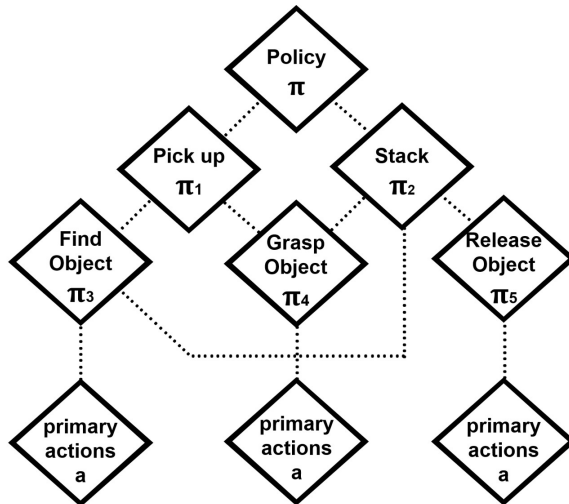 Policy
π
Pick up
π1
Stack
π2
Find
Object
π3
Grasp
Object
π4
Release
Object
π5
primary
actions
a
primary
actions
a
primary
actions
a